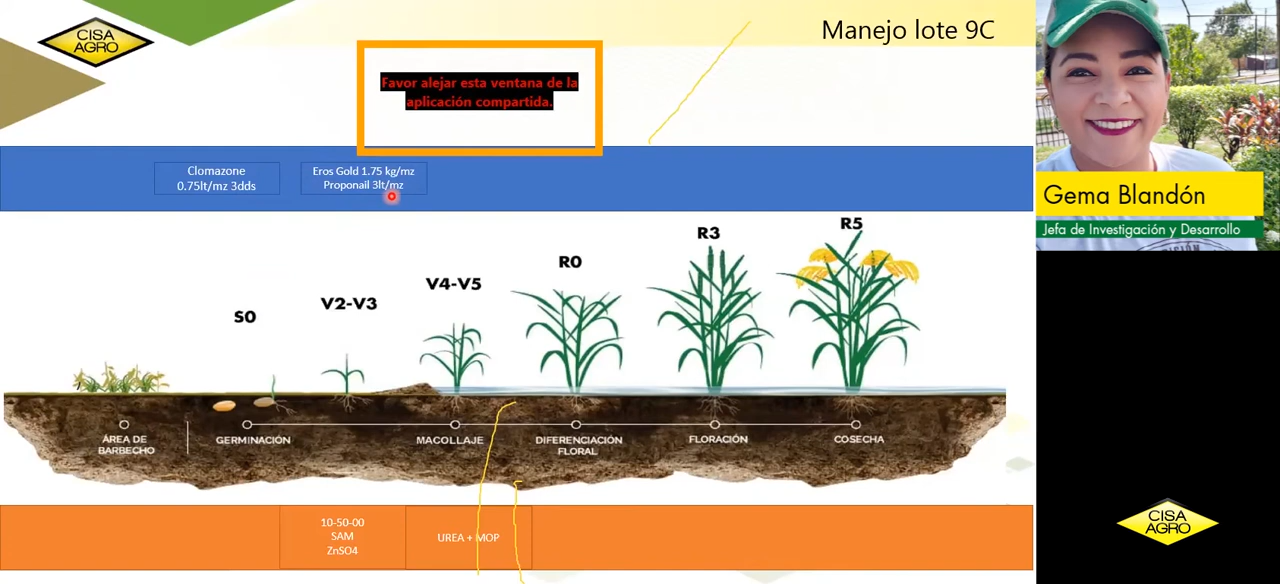 CISA
AGRO
Manejo lote 9C
Favor alejar esta ventana de la
aplicación compartida.
Clomazone
0.75lt/mz 3dds
Eros Gold 1.75 kg/mz
Proponail 3lt/mz
S0
V2-V3
V4-V5
R0
R3
R5
ÁREA DE
BARBECHO
GERMINACIÓN
MACOLLAJE
DIFERENCIACIÓN
FLORAL
FLORACIÓN
COSECHA
10-50-00
SAM
ZnSO4
UREA + MOP
Gema Blandón
Jefa de Investigación y Desarrollo
CISA
AGRO